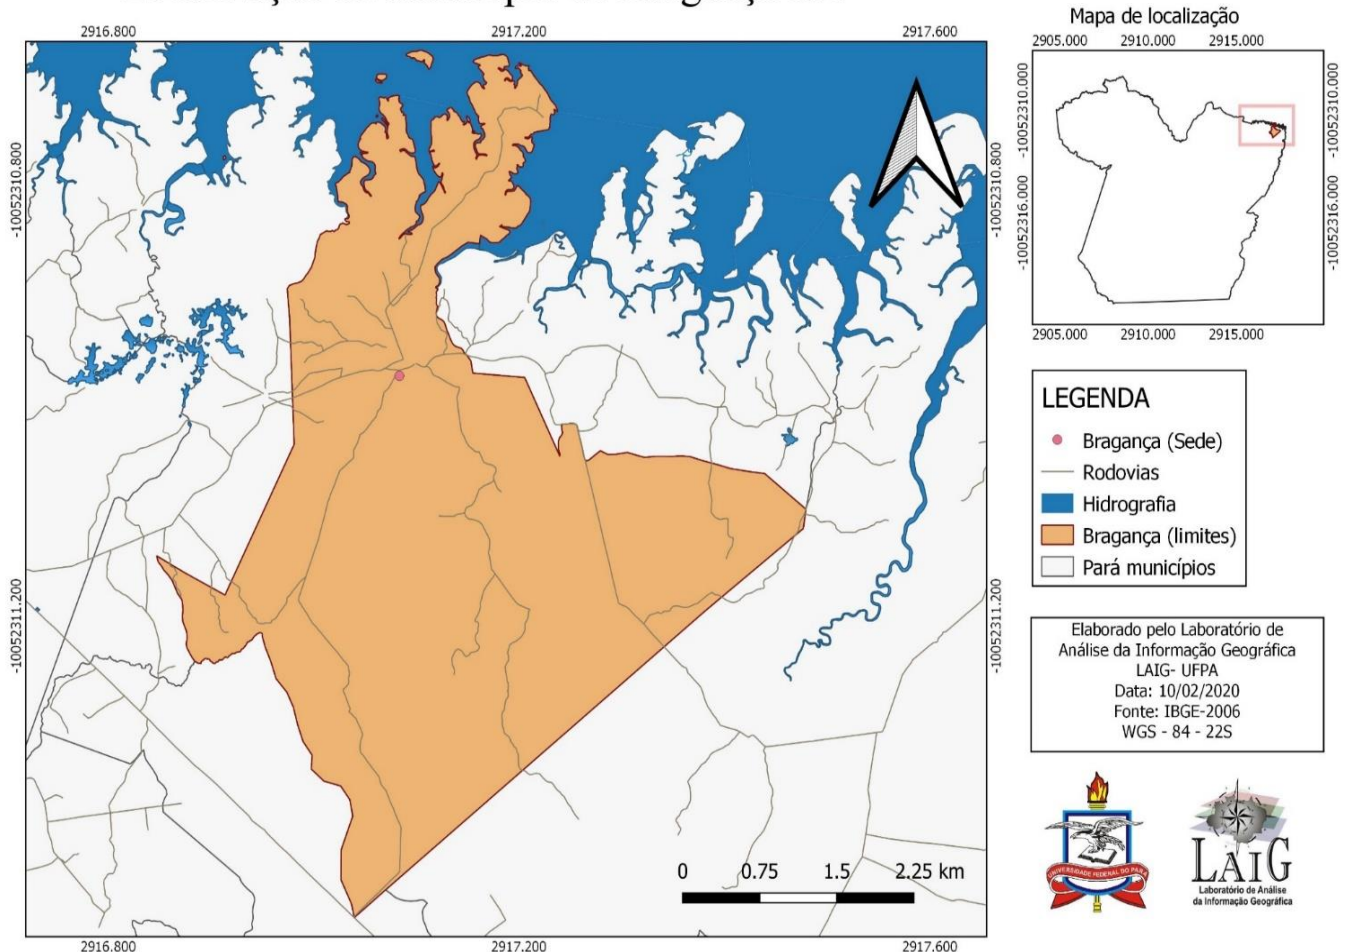 2916.800
2917.200
2917.600
-10052310.800
-10052311.200
-10052310.800
-10052311.200
2916.800
2917.200
2917.600
0 0.75 1.5 2.25 km
Mapa de localização
2905.000 2910.000 2915.000
-10052310.000
-10052316.000
-10052310.000
-10052316.000
2905.000 2910.000 2915.000
LEGENDA
Bragança (Sede)
Rodovias
Hidrografia
Bragança (limites)
Pará municípios
Elaborado pelo Laboratório de
Análise da Informação Geográfica
LAIG- UFPA
Data: 10/02/2020
Fonte: IBGE-2006
WGS - 84 - 22S
UNIVERSIDADE FEDERAL DO PARÁ
LAIG
Laboratório de Análise
da Informação Geográfica